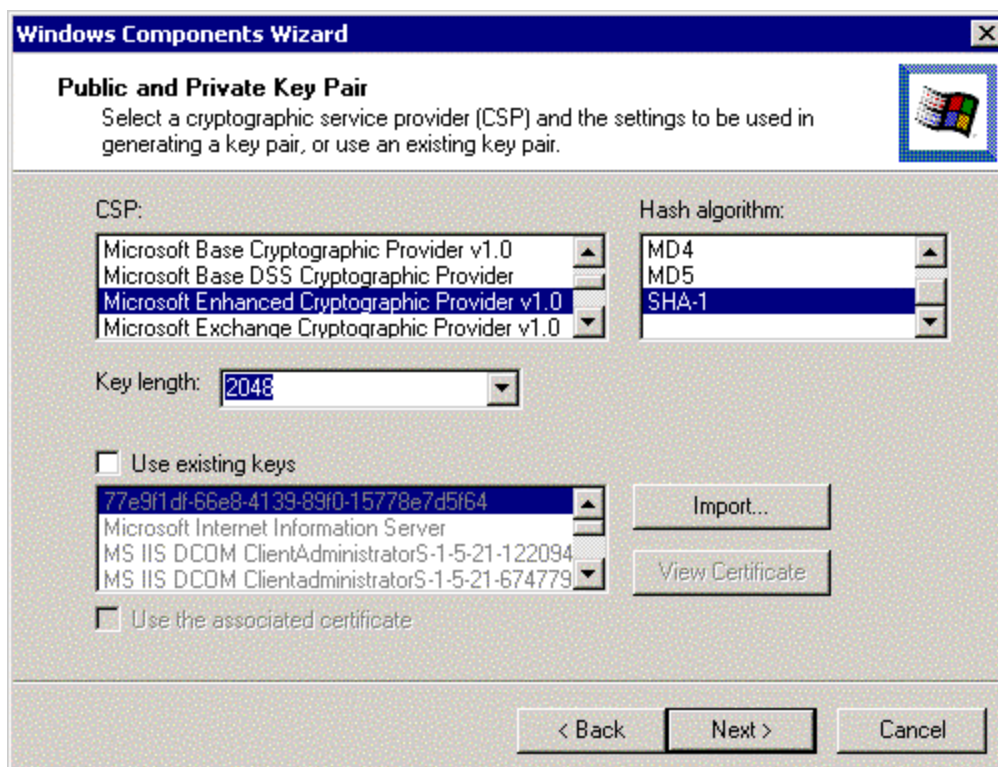 Windows Components Wizard
Public and Private Key Pair
Select a cryptographic service provider (CSP) and the settings to be used in
generating a key pair, or use an existing key pair.
CSP:
Microsoft Base Cryptographic Provider v1.0
Microsoft Base DSS Cryptographic Provider
Microsoft Enhanced Cryptographic Provider v1.0
Microsoft Exchange Cryptographic Provider v1.0
Hash algorithm:
MD4
MD5
SHA-1
Key length:
2048
Use existing keys
77e9f1df-66e8-4139-89f0-15778e7d5f64
Microsoft Internet Information Server
MS IIS DCOM ClientAdministratorS-1-5-21-122094
MS IIS DCOM ClientadministratorS-1-5-21-674779
Import...
View Certificate
Use the associated certificate
< Back
Next >
Cancel